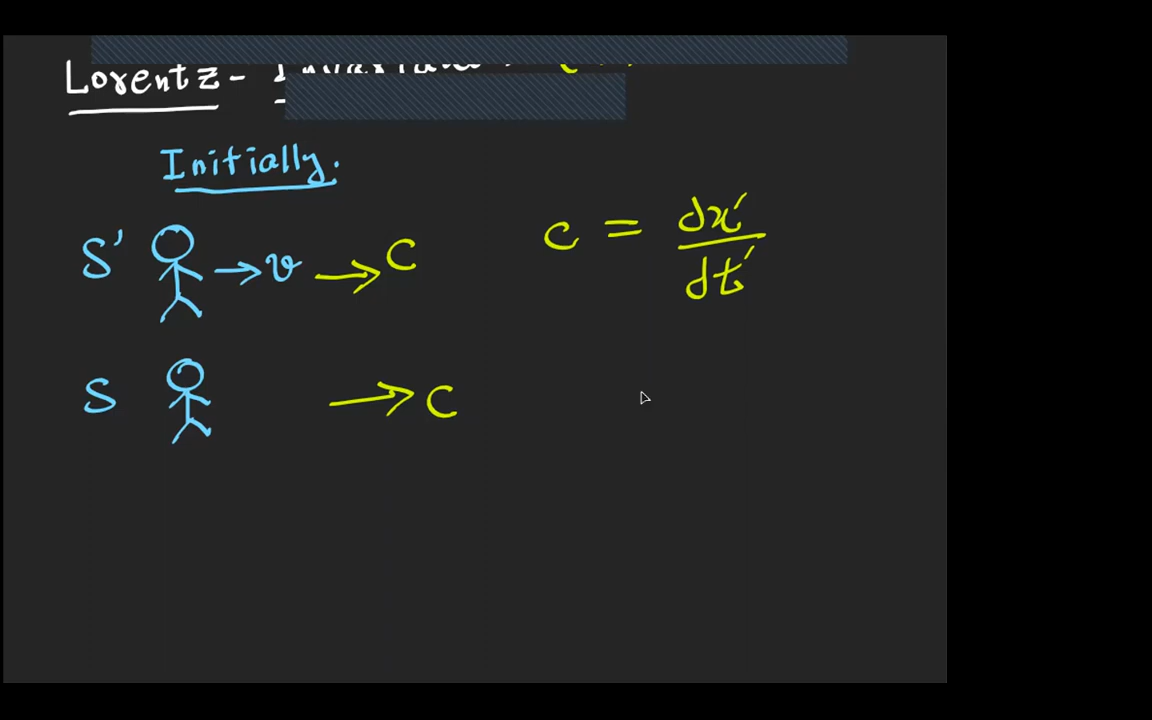 Lorentz-
Initially.
S' → v → C
c = dx'/dt'
S → C